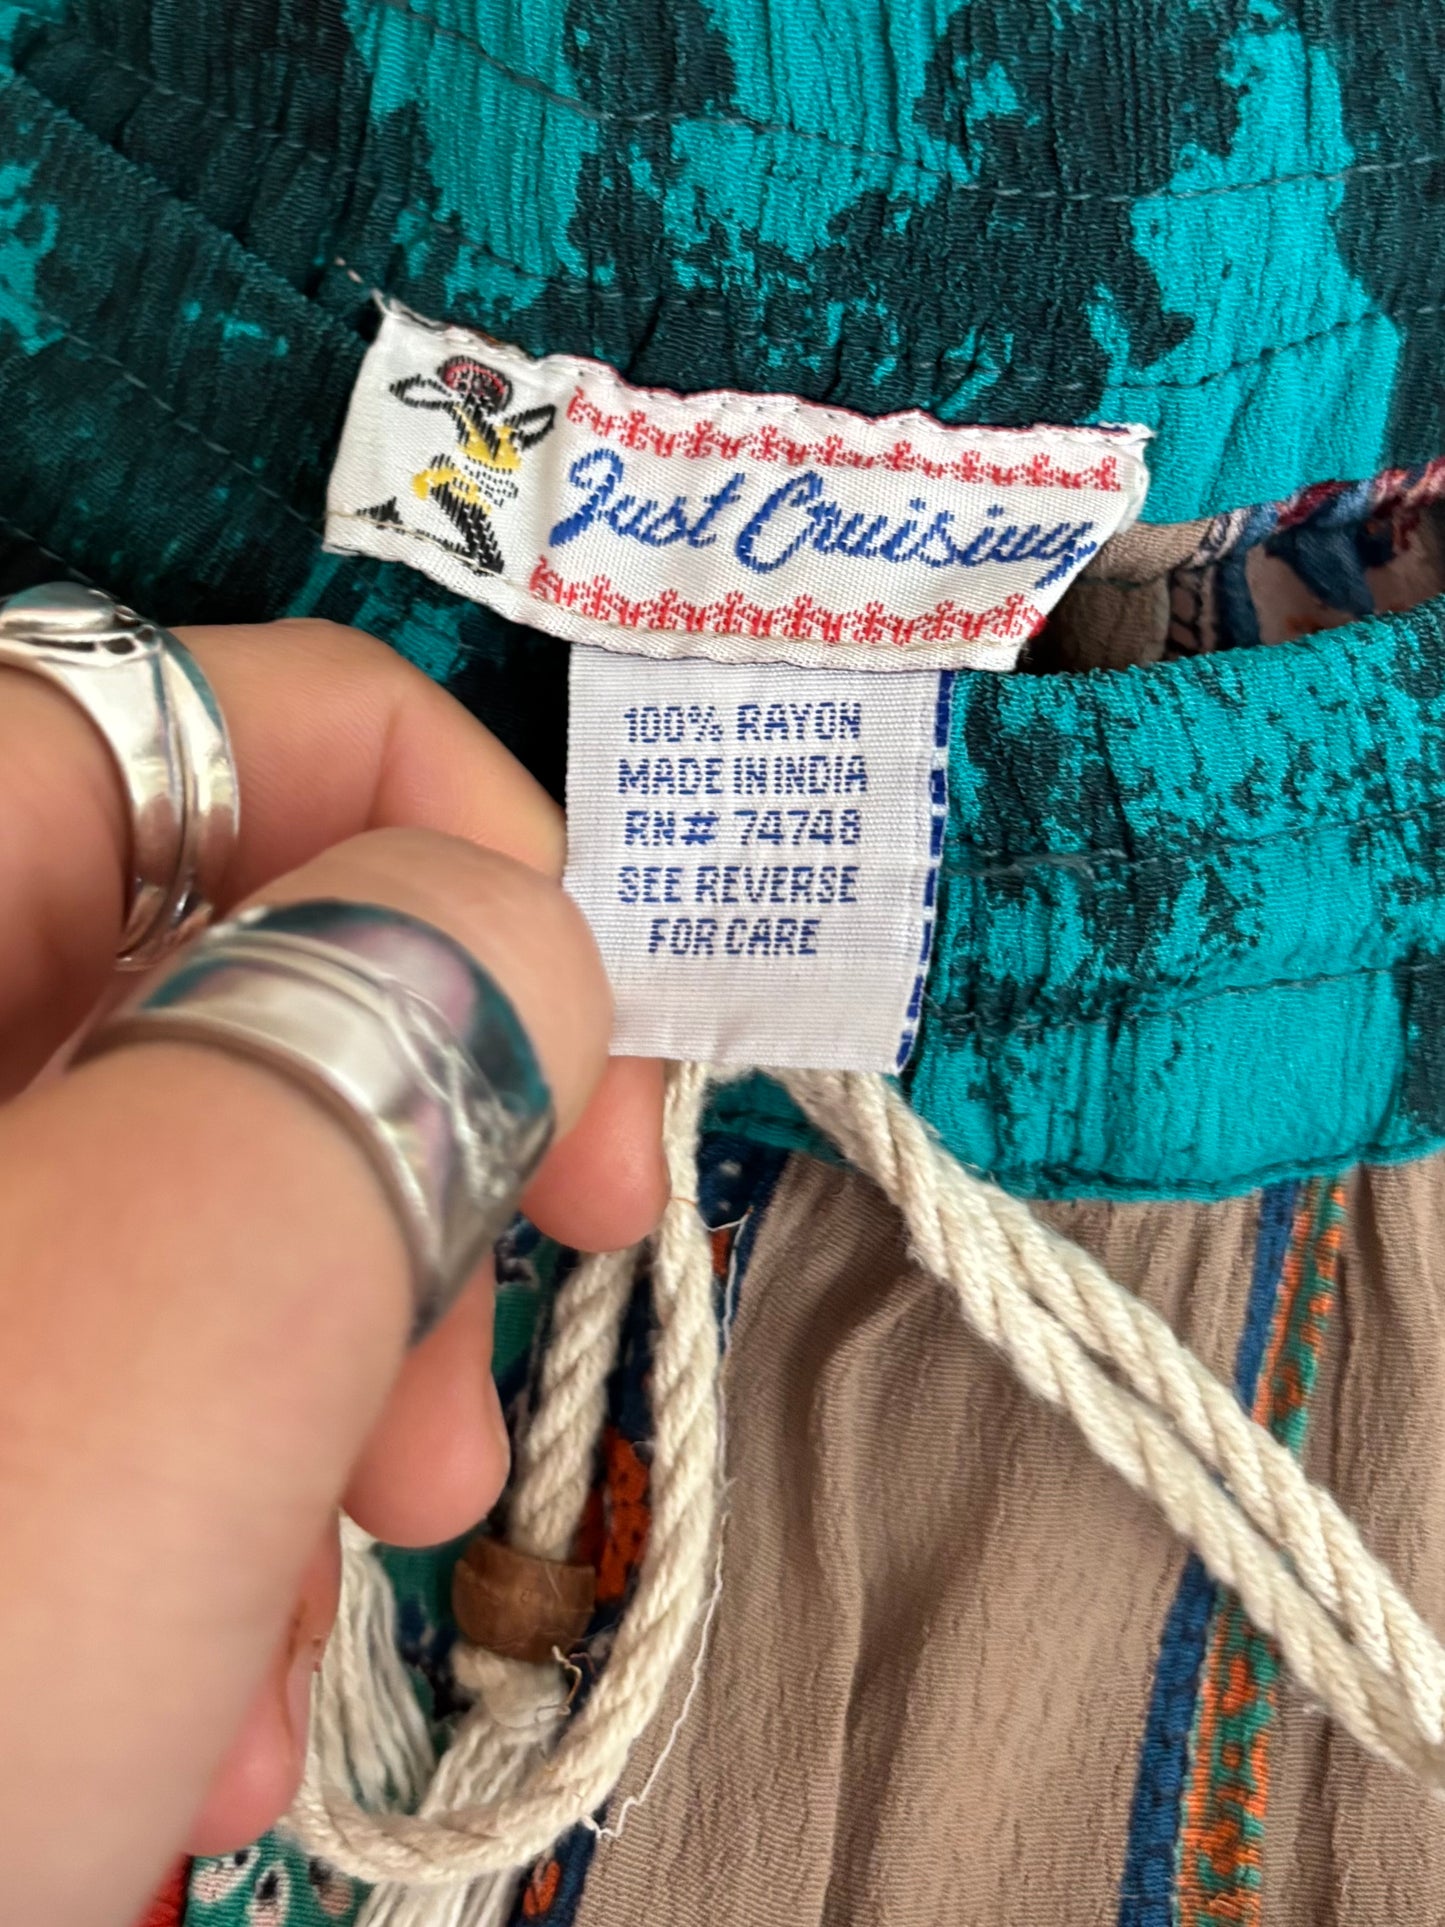 Just Cruising
100% RAYON
MADE IN INDIA
RN# 74748
SEE REVERSE
FOR CARE